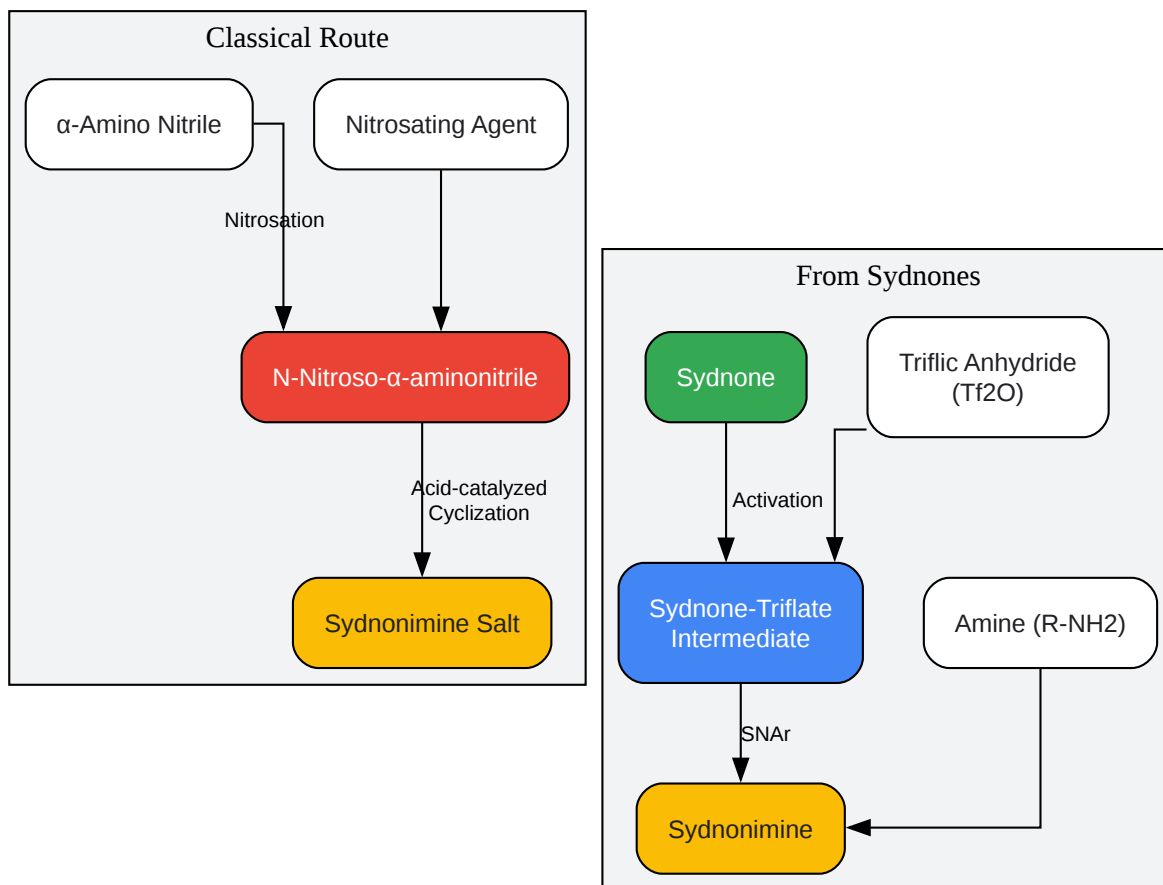 Classical Route
α-Amino Nitrile
Nitrosating Agent
Nitrosation
N-Nitroso-α-aminonitrile
Acid-catalyzed
Cyclization
Sydnonimine Salt
From Sydnones
Sydnone
Triflic Anhydride
(Tf2O)
Activation
Sydnone-Triflate
Intermediate
Amine (R-NH2)
SNAr
Sydnonimine